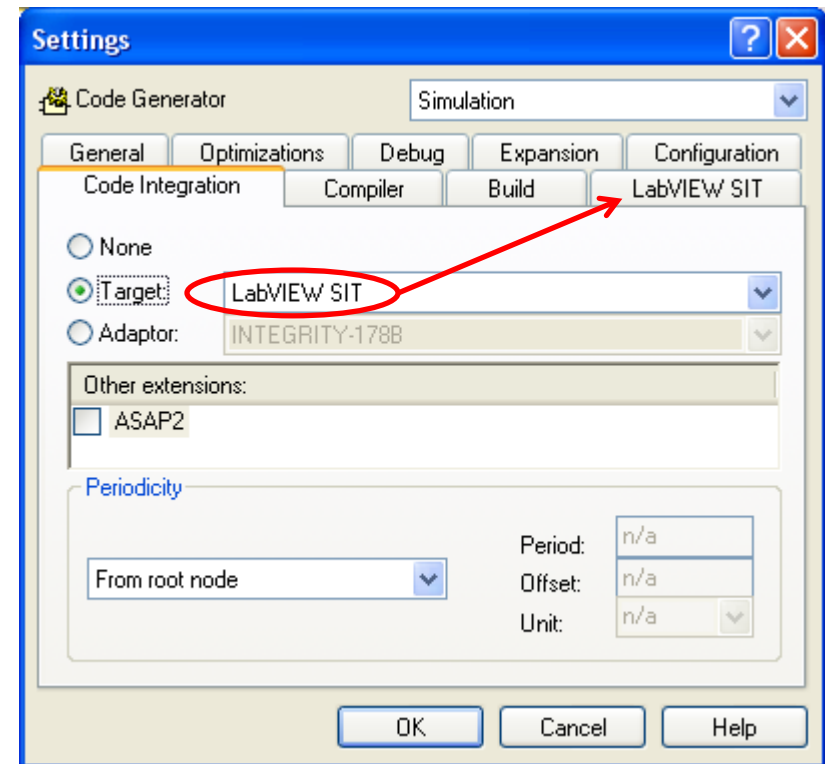 Settings
Code Generator Simulation
General Optimizations Debug Expansion Configuration
Code Integration Compiler Build LabVIEW SIT
None
Target: LabVIEW SIT
Adaptor: INTEGRITY-178B
Other extensions:
ASAP2
Periodicity
From root node
Period: n/a
Offset: n/a
Unit: n/a
OK Cancel Help